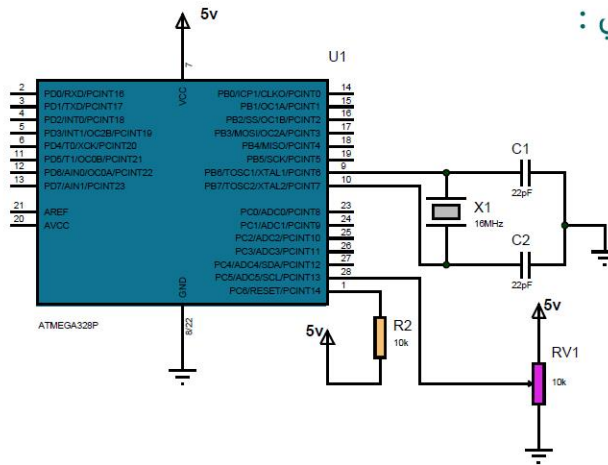 : ي
5v
U1
7
VCC
2 PD0/RXD/PCINT16
3 PD1/TXD/PCINT17
4 PD2/INT0/PCINT18
5 PD3/INT1/OC2B/PCINT19
6 PD4/T0/XCK/PCINT20
11 PD5/T1/OC0B/PCINT21
12 PD6/AIN0/OC0A/PCINT22
13 PD7/AIN1/PCINT23
21 AREF
20 AVCC
PB0/ICP1/CLKO/PCINT0 14
PB1/OC1A/PCINT1 15
PB2/SS/OC1B/PCINT2 16
PB3/MOSI/OC2A/PCINT3 17
PB4/MISO/PCINT4 18
PB5/SCK/PCINT5 19
PB6/TOSC1/XTAL1/PCINT6 9
PB7/TOSC2/XTAL2/PCINT7 10
PC0/ADC0/PCINT8 23
PC1/ADC1/PCINT9 24
PC2/ADC2/PCINT10 25
PC3/ADC3/PCINT11 26
PC4/ADC4/SDA/PCINT12 27
PC5/ADC5/SCL/PCINT13 28
PC6/RESET/PCINT14 1
GND
8/22
ATMEGA328P
C1
22pF
X1
16MHz
C2
22pF
5v
R2
10k
5v
RV1
10k